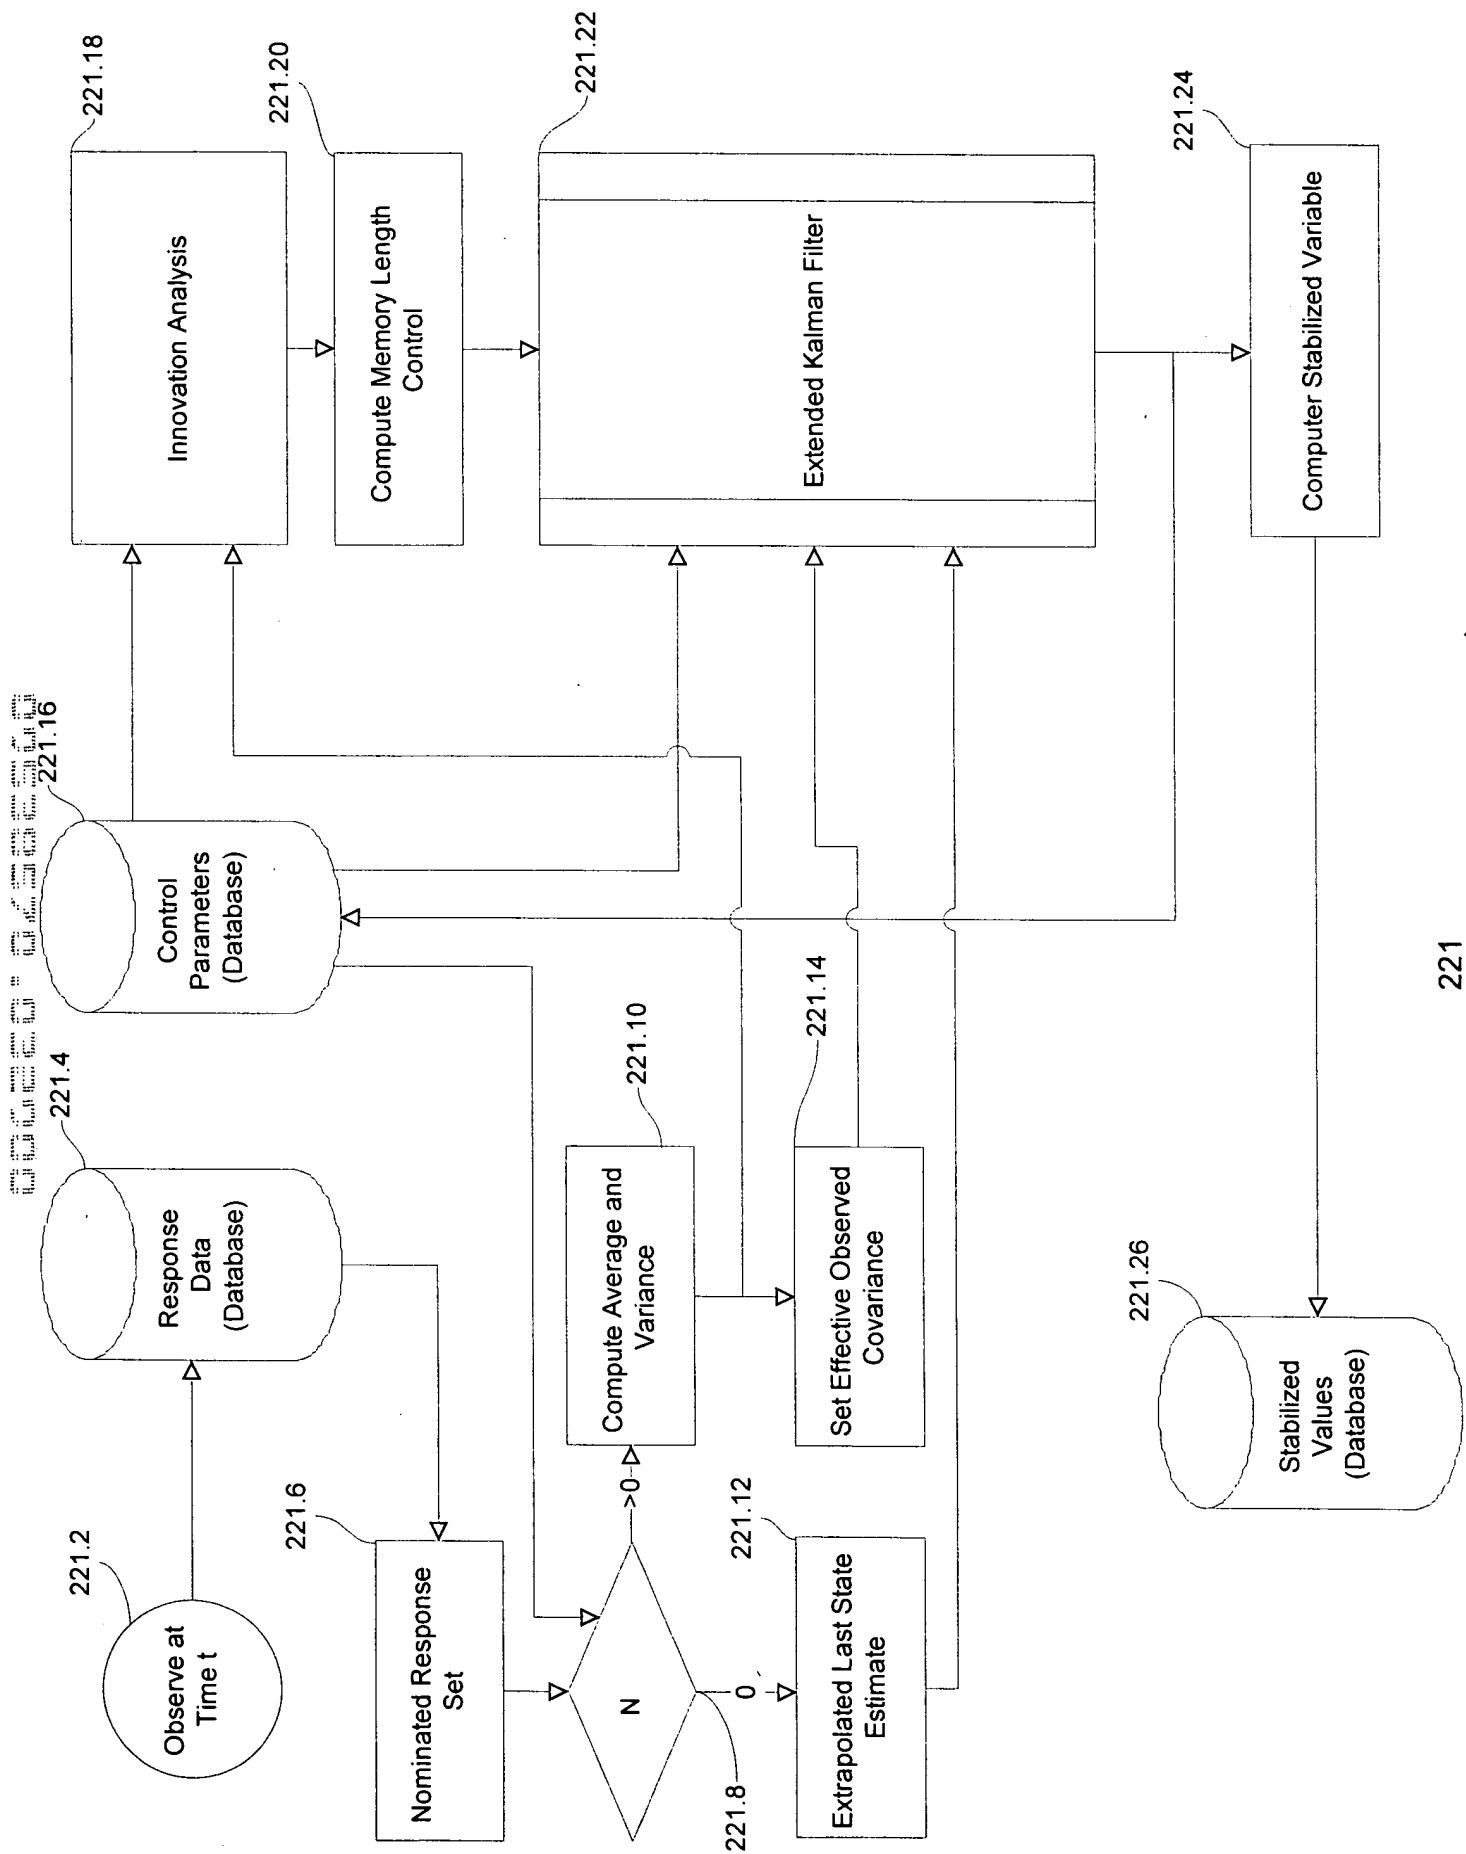 221.2
Observe at
Time t
221.4
Response
Data
(Database)
221.16
Control
Parameters
(Database)
221.18
Innovation Analysis
221.20
Compute Memory Length
Control
221.6
Nominated Response
Set
N
>0
0
221.8
221.10
Compute Average and
Variance
221.12
Extrapolated Last State
Estimate
221.14
Set Effective Observed
Covariance
221.22
Extended Kalman Filter
221.24
Computer Stabilized Variable
221.26
Stabilized
Values
(Database)
221